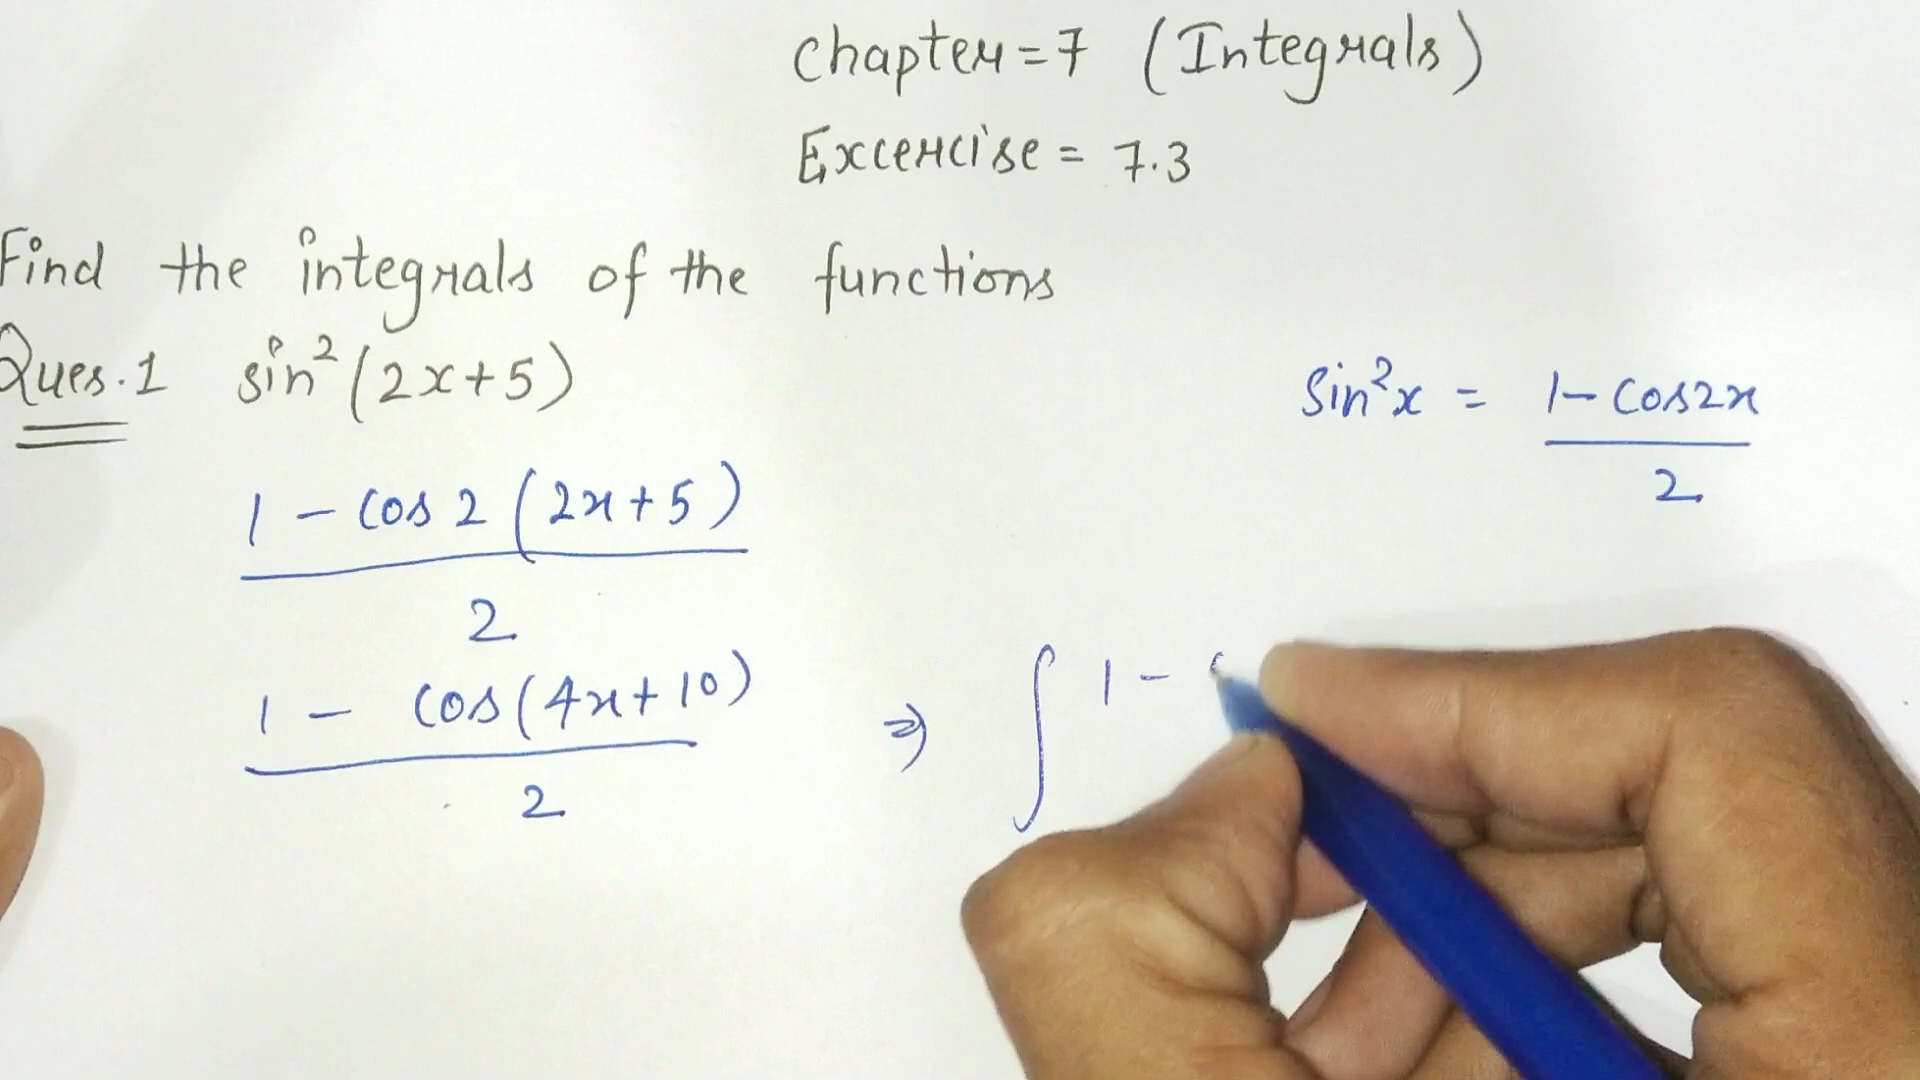 Chapter=7 (Integrals)
Excercise = 7.3
Find the integrals of the functions
Ques.1 sin²(2x+5)
sin²x = 1-cos2x
2
1 - cos 2 (2x+5)
2
1 - cos(4x+10)
2
⇒ ∫ 1 -